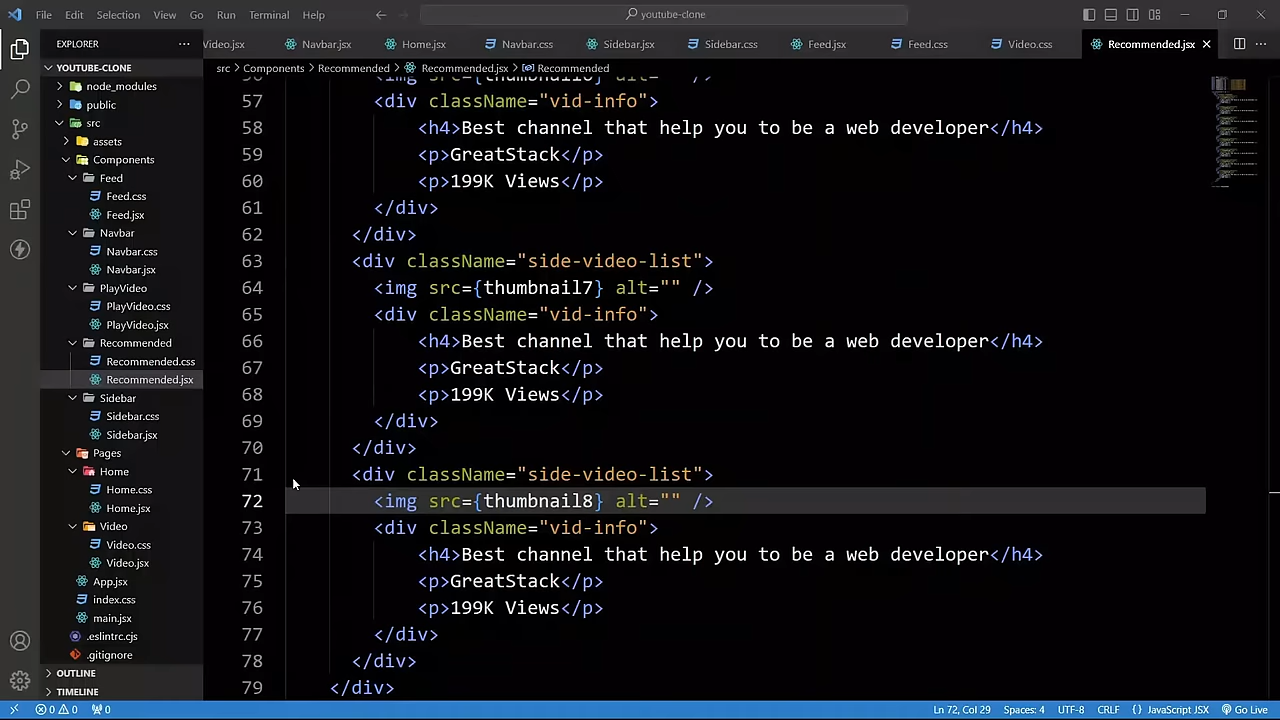 File Edit Selection View Go Run Terminal Help youtube-clone
EXPLORER
Video.jsx Navbar.jsx Home.jsx Navbar.css Sidebar.jsx Sidebar.css Feed.jsx Feed.css Video.css Recommended.jsx
YOUTUBE-CLONE
src > Components > Recommended > Recommended.jsx > Recommended
node_modules
public
src
assets
Components
Feed
Feed.css
Feed.jsx
Navbar
Navbar.css
Navbar.jsx
PlayVideo
PlayVideo.css
PlayVideo.jsx
Recommended
Recommended.css
Recommended.jsx
Sidebar
Sidebar.css
Sidebar.jsx
Pages
Home
Home.css
Home.jsx
Video
Video.css
Video.jsx
App.jsx
index.css
main.jsx
.eslintrc.cjs
.gitignore
OUTLINE
TIMELINE
56 <img src={thumbnail6} alt="" />
57 <div className="vid-info">
58 <h4>Best channel that help you to be a web developer</h4>
59 <p>GreatStack</p>
60 <p>199K Views</p>
61 </div>
62 </div>
63 <div className="side-video-list">
64 <img src={thumbnail7} alt="" />
65 <div className="vid-info">
66 <h4>Best channel that help you to be a web developer</h4>
67 <p>GreatStack</p>
68 <p>199K Views</p>
69 </div>
70 </div>
71 <div className="side-video-list">
72 <img src={thumbnail8} alt="" />
73 <div className="vid-info">
74 <h4>Best channel that help you to be a web developer</h4>
75 <p>GreatStack</p>
76 <p>199K Views</p>
77 </div>
78 </div>
79 </div>
0 0 0 Ln 72, Col 29 Spaces: 4 UTF-8 CRLF {} JavaScript JSX Go Live